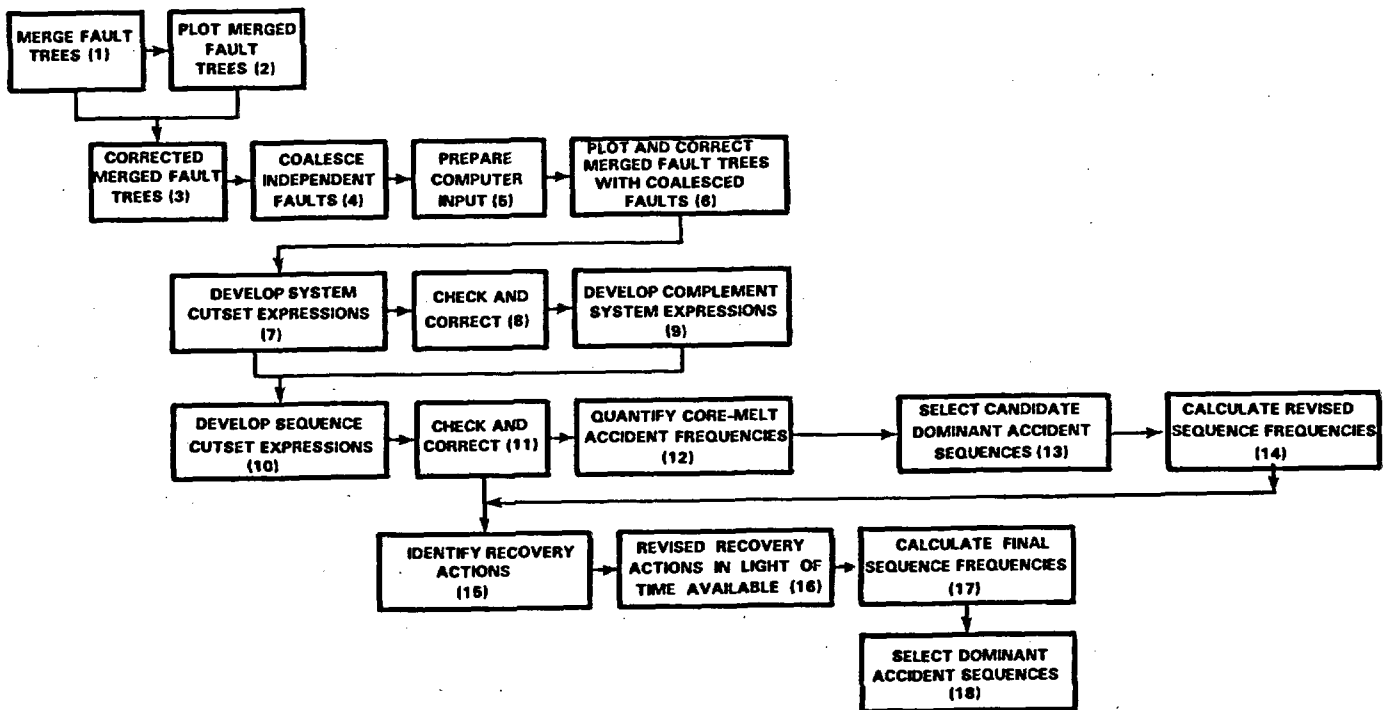 MERGE FAULT
TREES (1)
PLOT MERGED
FAULT
TREES (2)
CORRECTED
MERGED FAULT
TREES (3)
COALESCE
INDEPENDENT
FAULTS (4)
PREPARE
COMPUTER
INPUT (5)
PLOT AND CORRECT
MERGED FAULT TREES
WITH COALESCED
FAULTS (6)
DEVELOP SYSTEM
CUTSET EXPRESSIONS
(7)
CHECK AND
CORRECT (8)
DEVELOP COMPLEMENT
SYSTEM EXPRESSIONS
(9)
DEVELOP SEQUENCE
CUTSET EXPRESSIONS
(10)
CHECK AND
CORRECT (11)
QUANTIFY CORE-MELT
ACCIDENT FREQUENCIES
(12)
SELECT CANDIDATE
DOMINANT ACCIDENT
SEQUENCES (13)
CALCULATE REVISED
SEQUENCE FREQUENCIES
(14)
IDENTIFY RECOVERY
ACTIONS
(15)
REVISED RECOVERY
ACTIONS IN LIGHT OF
TIME AVAILABLE (16)
CALCULATE FINAL
SEQUENCE FREQUENCIES
(17)
SELECT DOMINANT
ACCIDENT SEQUENCES
(18)